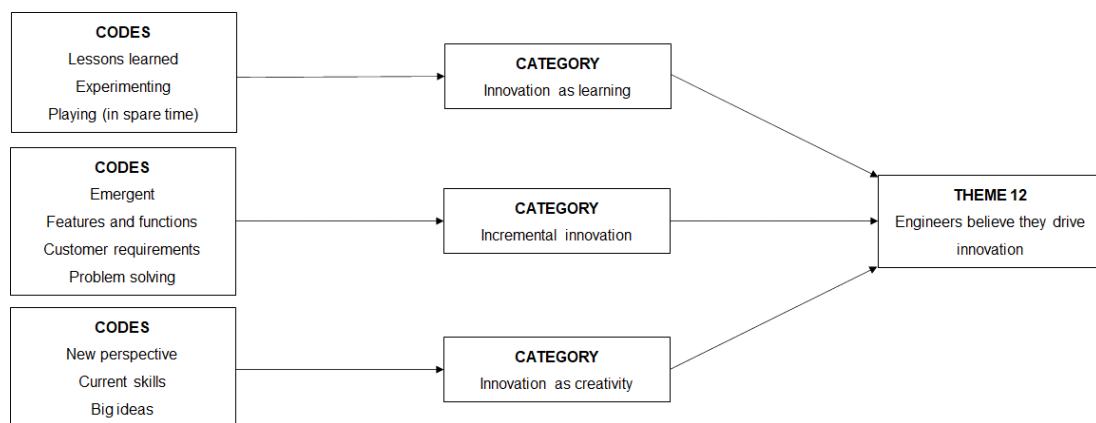 CODES
Lessons learned
Experimenting
Playing (in spare time)
CATEGORY
Innovation as learning
CODES
Emergent
Features and functions
Customer requirements
Problem solving
CATEGORY
Incremental innovation
THEME 12
Engineers believe they drive
innovation
CODES
New perspective
Current skills
Big ideas
CATEGORY
Innovation as creativity